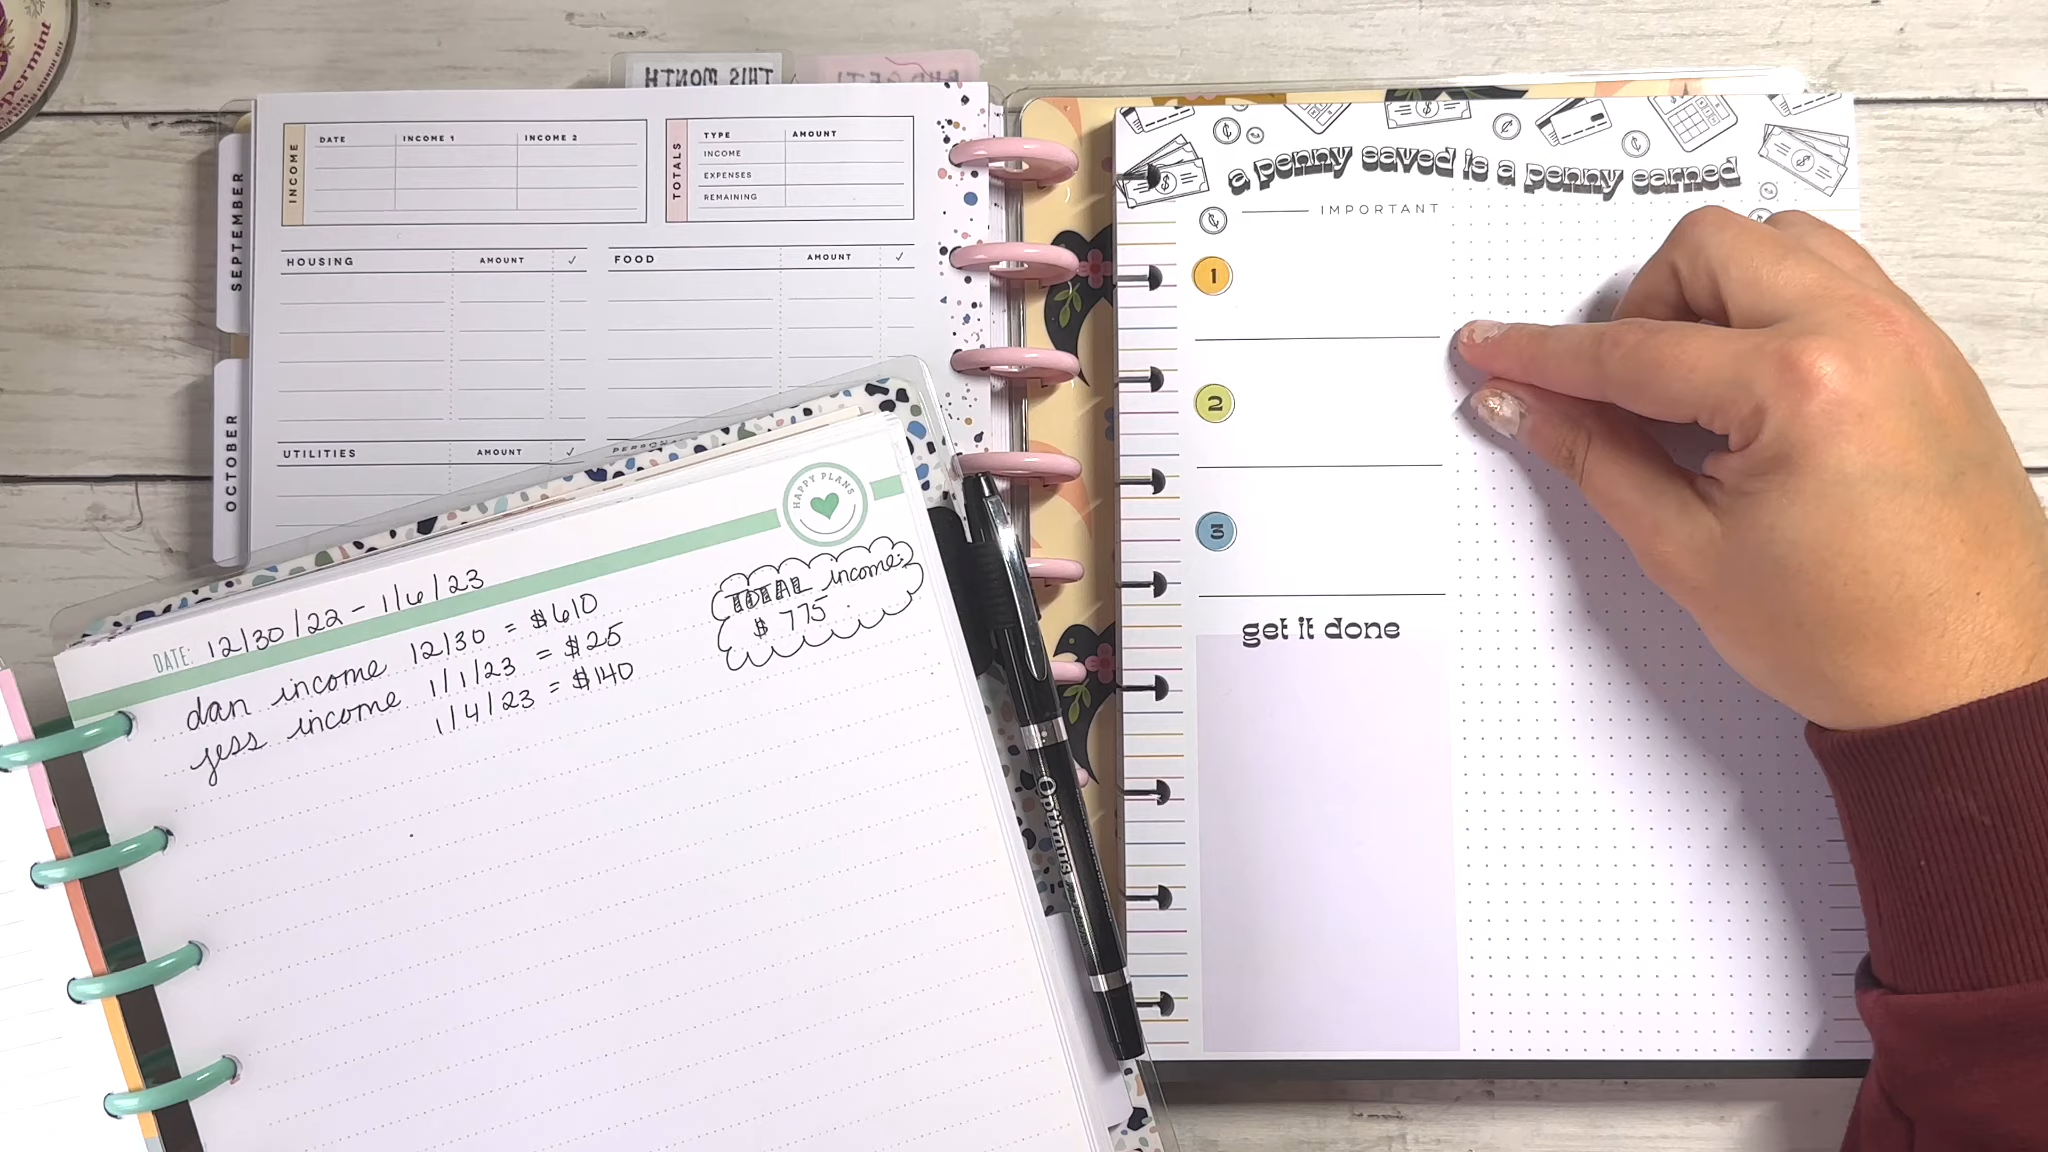 peppermint
THIS MONTH
BUDGET!
SEPTEMBER
OCTOBER
INCOME
DATE INCOME 1 INCOME 2
TOTALS
TYPE AMOUNT
INCOME
EXPENSES
REMAINING
HOUSING AMOUNT ✓
FOOD AMOUNT ✓
UTILITIES AMOUNT ✓
HAPPY PLANS
DATE: 12/30/22 - 1/6/23
dan income 12/30 = $610
jess income 1/1/23 = $25
1/4/23 = $140
TOTAL income:
$ 775
Optimus
a penny saved is a penny earned
IMPORTANT
1
2
3
get it done